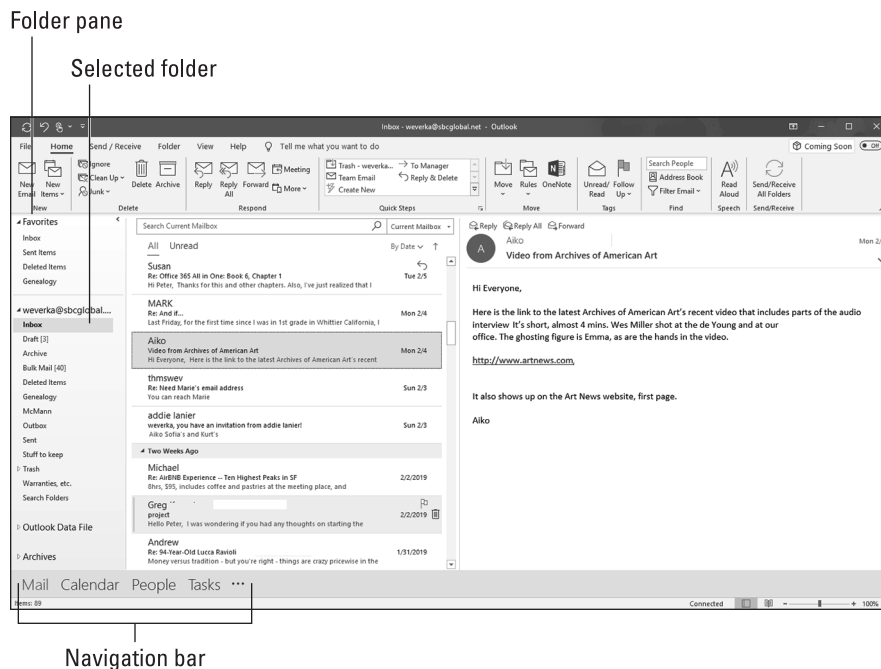 Folder pane
Selected folder
Inbox - weverka@sbcglobal.net - Outlook
File Home Send / Receive Folder View Help Tell me what you want to do Coming Soon Off
New Email
New Items
Ignore
Clean Up
Junk
Delete Archive
Reply Reply All Forward
Meeting
More
Trash - weverka... To Manager
Team Email Reply & Delete
Create New
Move Rules OneNote
Unread/ Read Follow Up
Search People
Address Book
Filter Email
Read Aloud
Send/Receive All Folders
New Delete Respond Quick Steps Move Tags Find Speech Send/Receive
Favorites
Inbox
Sent Items
Deleted Items
Genealogy
weverka@sbcglobal....
Inbox
Draft [3]
Archive
Bulk Mail [40]
Deleted Items
Genealogy
McMann
Outbox
Sent
Stuff to keep
Trash
Warranties, etc.
Search Folders
Outlook Data File
Archives
Search Current Mailbox Current Mailbox
All Unread By Date
Susan
Re: Office 365 All in One: Book 6, Chapter 1 Tue 2/5
Hi Peter, Thanks for this and other chapters. Also, I've just realized that I
MARK
Re: And if... Mon 2/4
Last Friday, for the first time since I was in 1st grade in Whittier California, I
Aiko
Video from Archives of American Art Mon 2/4
Hi Everyone, Here is the link to the latest Archives of American Art's recent
thmswev
Re: Need Marie's email address Sun 2/3
You can reach Marie
addie lanier
weverka, you have an invitation from addie lanier! Sun 2/3
Aiko Sofia's and Kurt's
Two Weeks Ago
Michael
Re: AirBNB Experience -- Ten Highest Peaks in SF 2/2/2019
8hrs, $95, includes coffee and pastries at the meeting place, and
Greg
project 2/2/2019
Hello Peter, I was wondering if you had any thoughts on starting the
Andrew
Re: 94-Year-Old Lucca Ravioli 1/31/2019
Money versus tradition - but you're right - things are crazy pricewise in the
Reply Reply All Forward
A
Aiko Mon 2/
Video from Archives of American Art
Hi Everyone,
Here is the link to the latest Archives of American Art's recent video that includes parts of the audio
interview It's short, almost 4 mins. Wes Miller shot at the de Young and at our
office. The ghosting figure is Emma, as are the hands in the video.
http://www.artnews.com,
It also shows up on the Art News website, first page.
Aiko
Mail Calendar People Tasks ...
Items: 89 Connected 100%
Navigation bar